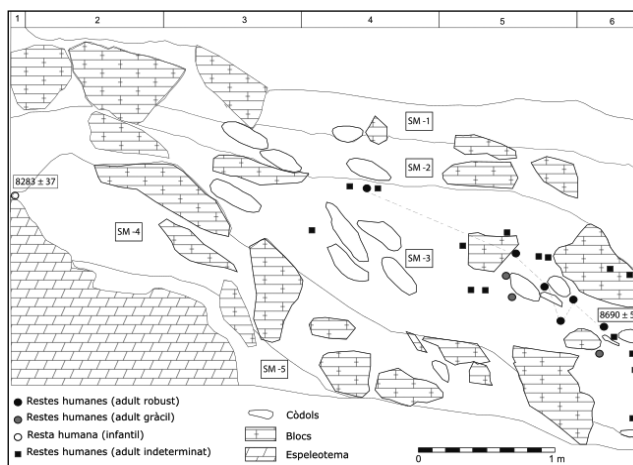 1 2 3 4 5 6
SM -1
SM -2
8283 ± 37
SM -4
SM -3
8690 ± 5
SM -5
● Restes humanes (adult robust)
● Restes humanes (adult gràcil)
○ Resta humana (infantil)
■ Restes humanes (adult indeterminat)
Còdols
Blocs
Espeleotema
0 1 m